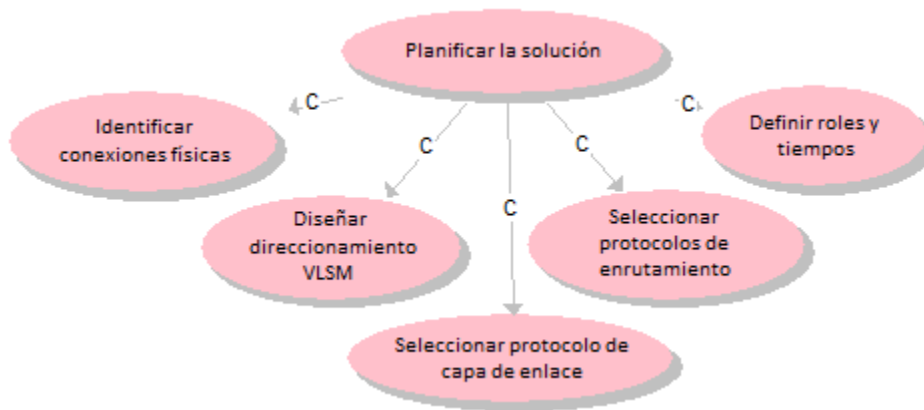 Planificar la solución
C
C
Identificar
conexiones físicas
Definir roles y
tiempos
C
C
C
Diseñar
direccionamiento
VLSM
Seleccionar
protocolos de
enrutamiento
Seleccionar protocolo de
capa de enlace